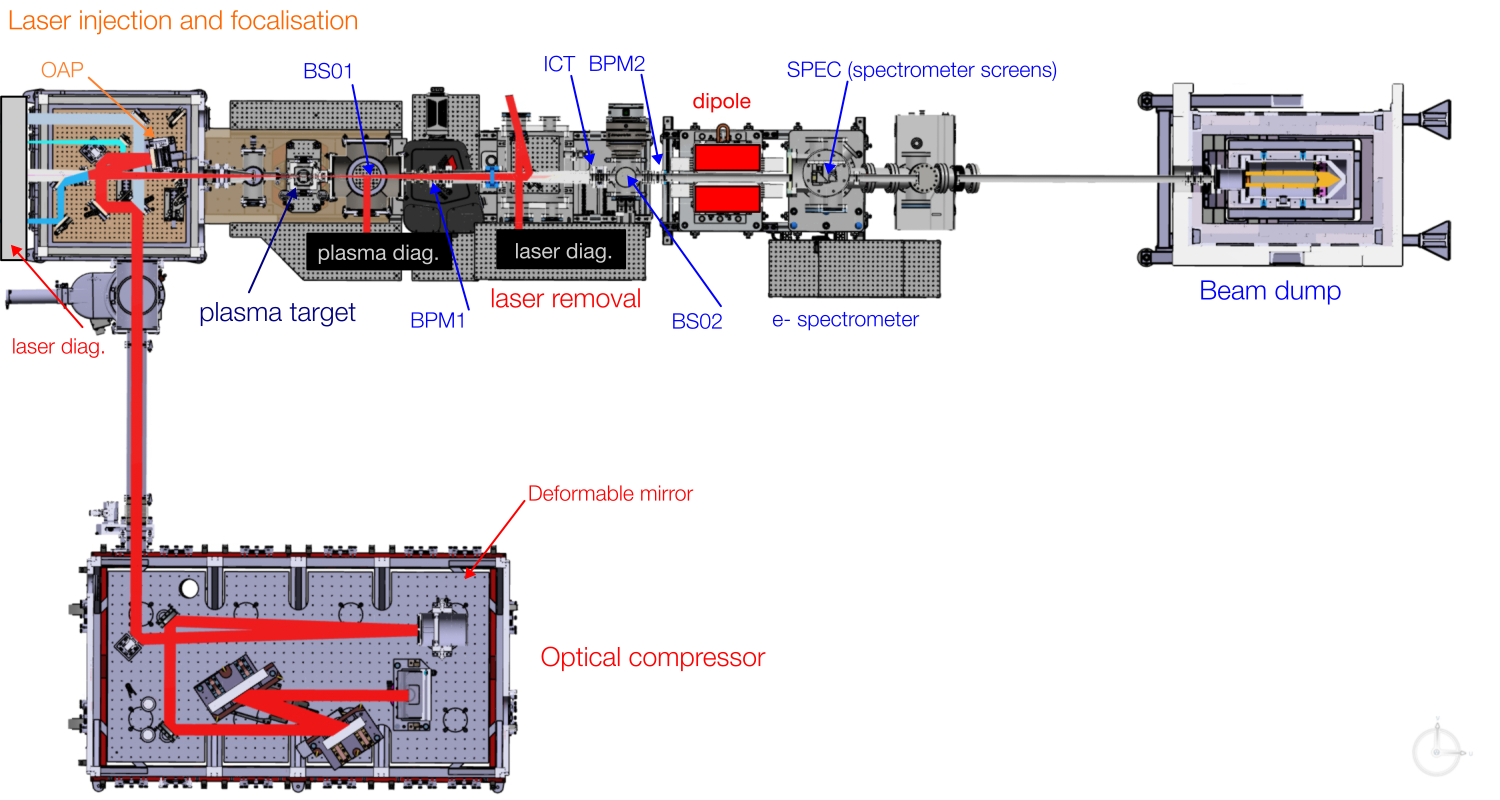 Laser injection and focalisation
OAP
BS01
ICT
BPM2
SPEC (spectrometer screens)
dipole
plasma diag.
laser diag.
plasma target
BPM1
laser removal
BS02
e- spectrometer
Beam dump
laser diag.
Deformable mirror
Optical compressor